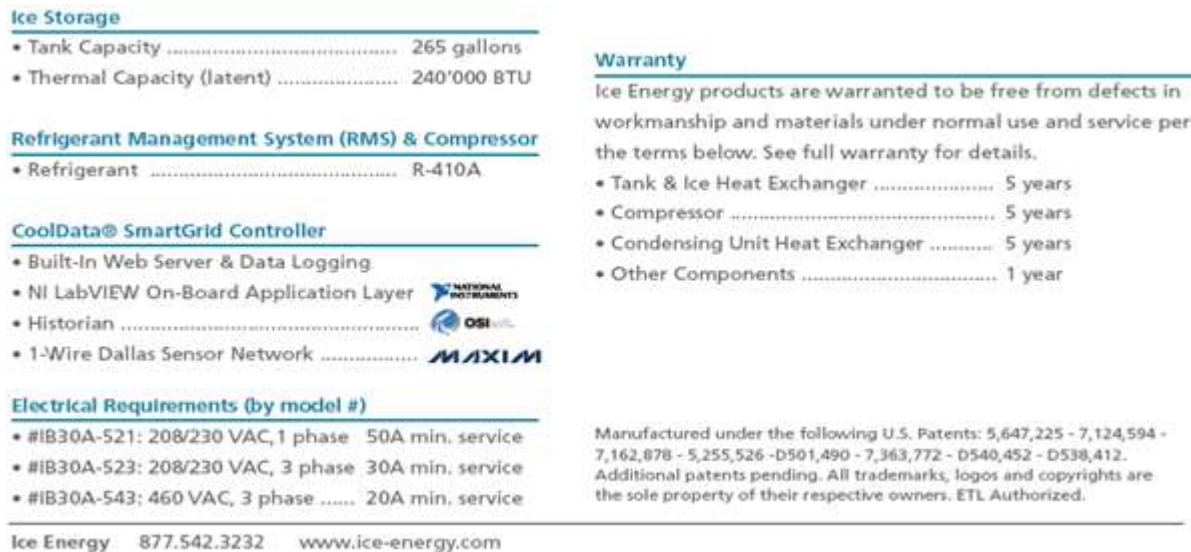 Ice Storage
• Tank Capacity ........................................ 265 gallons
• Thermal Capacity (latent) ..................... 240'000 BTU
Refrigerant Management System (RMS) & Compressor
• Refrigerant ........................................... R-410A
CoolData® SmartGrid Controller
• Built-In Web Server & Data Logging
• NI LabVIEW On-Board Application Layer NATIONAL INSTRUMENTS
• Historian .................................................... OSI
• 1-Wire Dallas Sensor Network ................. MAXIM
Electrical Requirements (by model #)
• #IB30A-521: 208/230 VAC,1 phase 50A min. service
• #IB30A-523: 208/230 VAC, 3 phase 30A min. service
• #IB30A-543: 460 VAC, 3 phase ...... 20A min. service
Warranty
Ice Energy products are warranted to be free from defects in
workmanship and materials under normal use and service per
the terms below. See full warranty for details.
• Tank & Ice Heat Exchanger ..................... 5 years
• Compressor .............................................. 5 years
• Condensing Unit Heat Exchanger ........... 5 years
• Other Components .................................. 1 year
Manufactured under the following U.S. Patents: 5,647,225 - 7,124,594 -
7,162,878 - 5,255,526 -D501,490 - 7,363,772 - D540,452 - D538,412.
Additional patents pending. All trademarks, logos and copyrights are
the sole property of their respective owners. ETL Authorized.
Ice Energy 877.542.3232 www.ice-energy.com